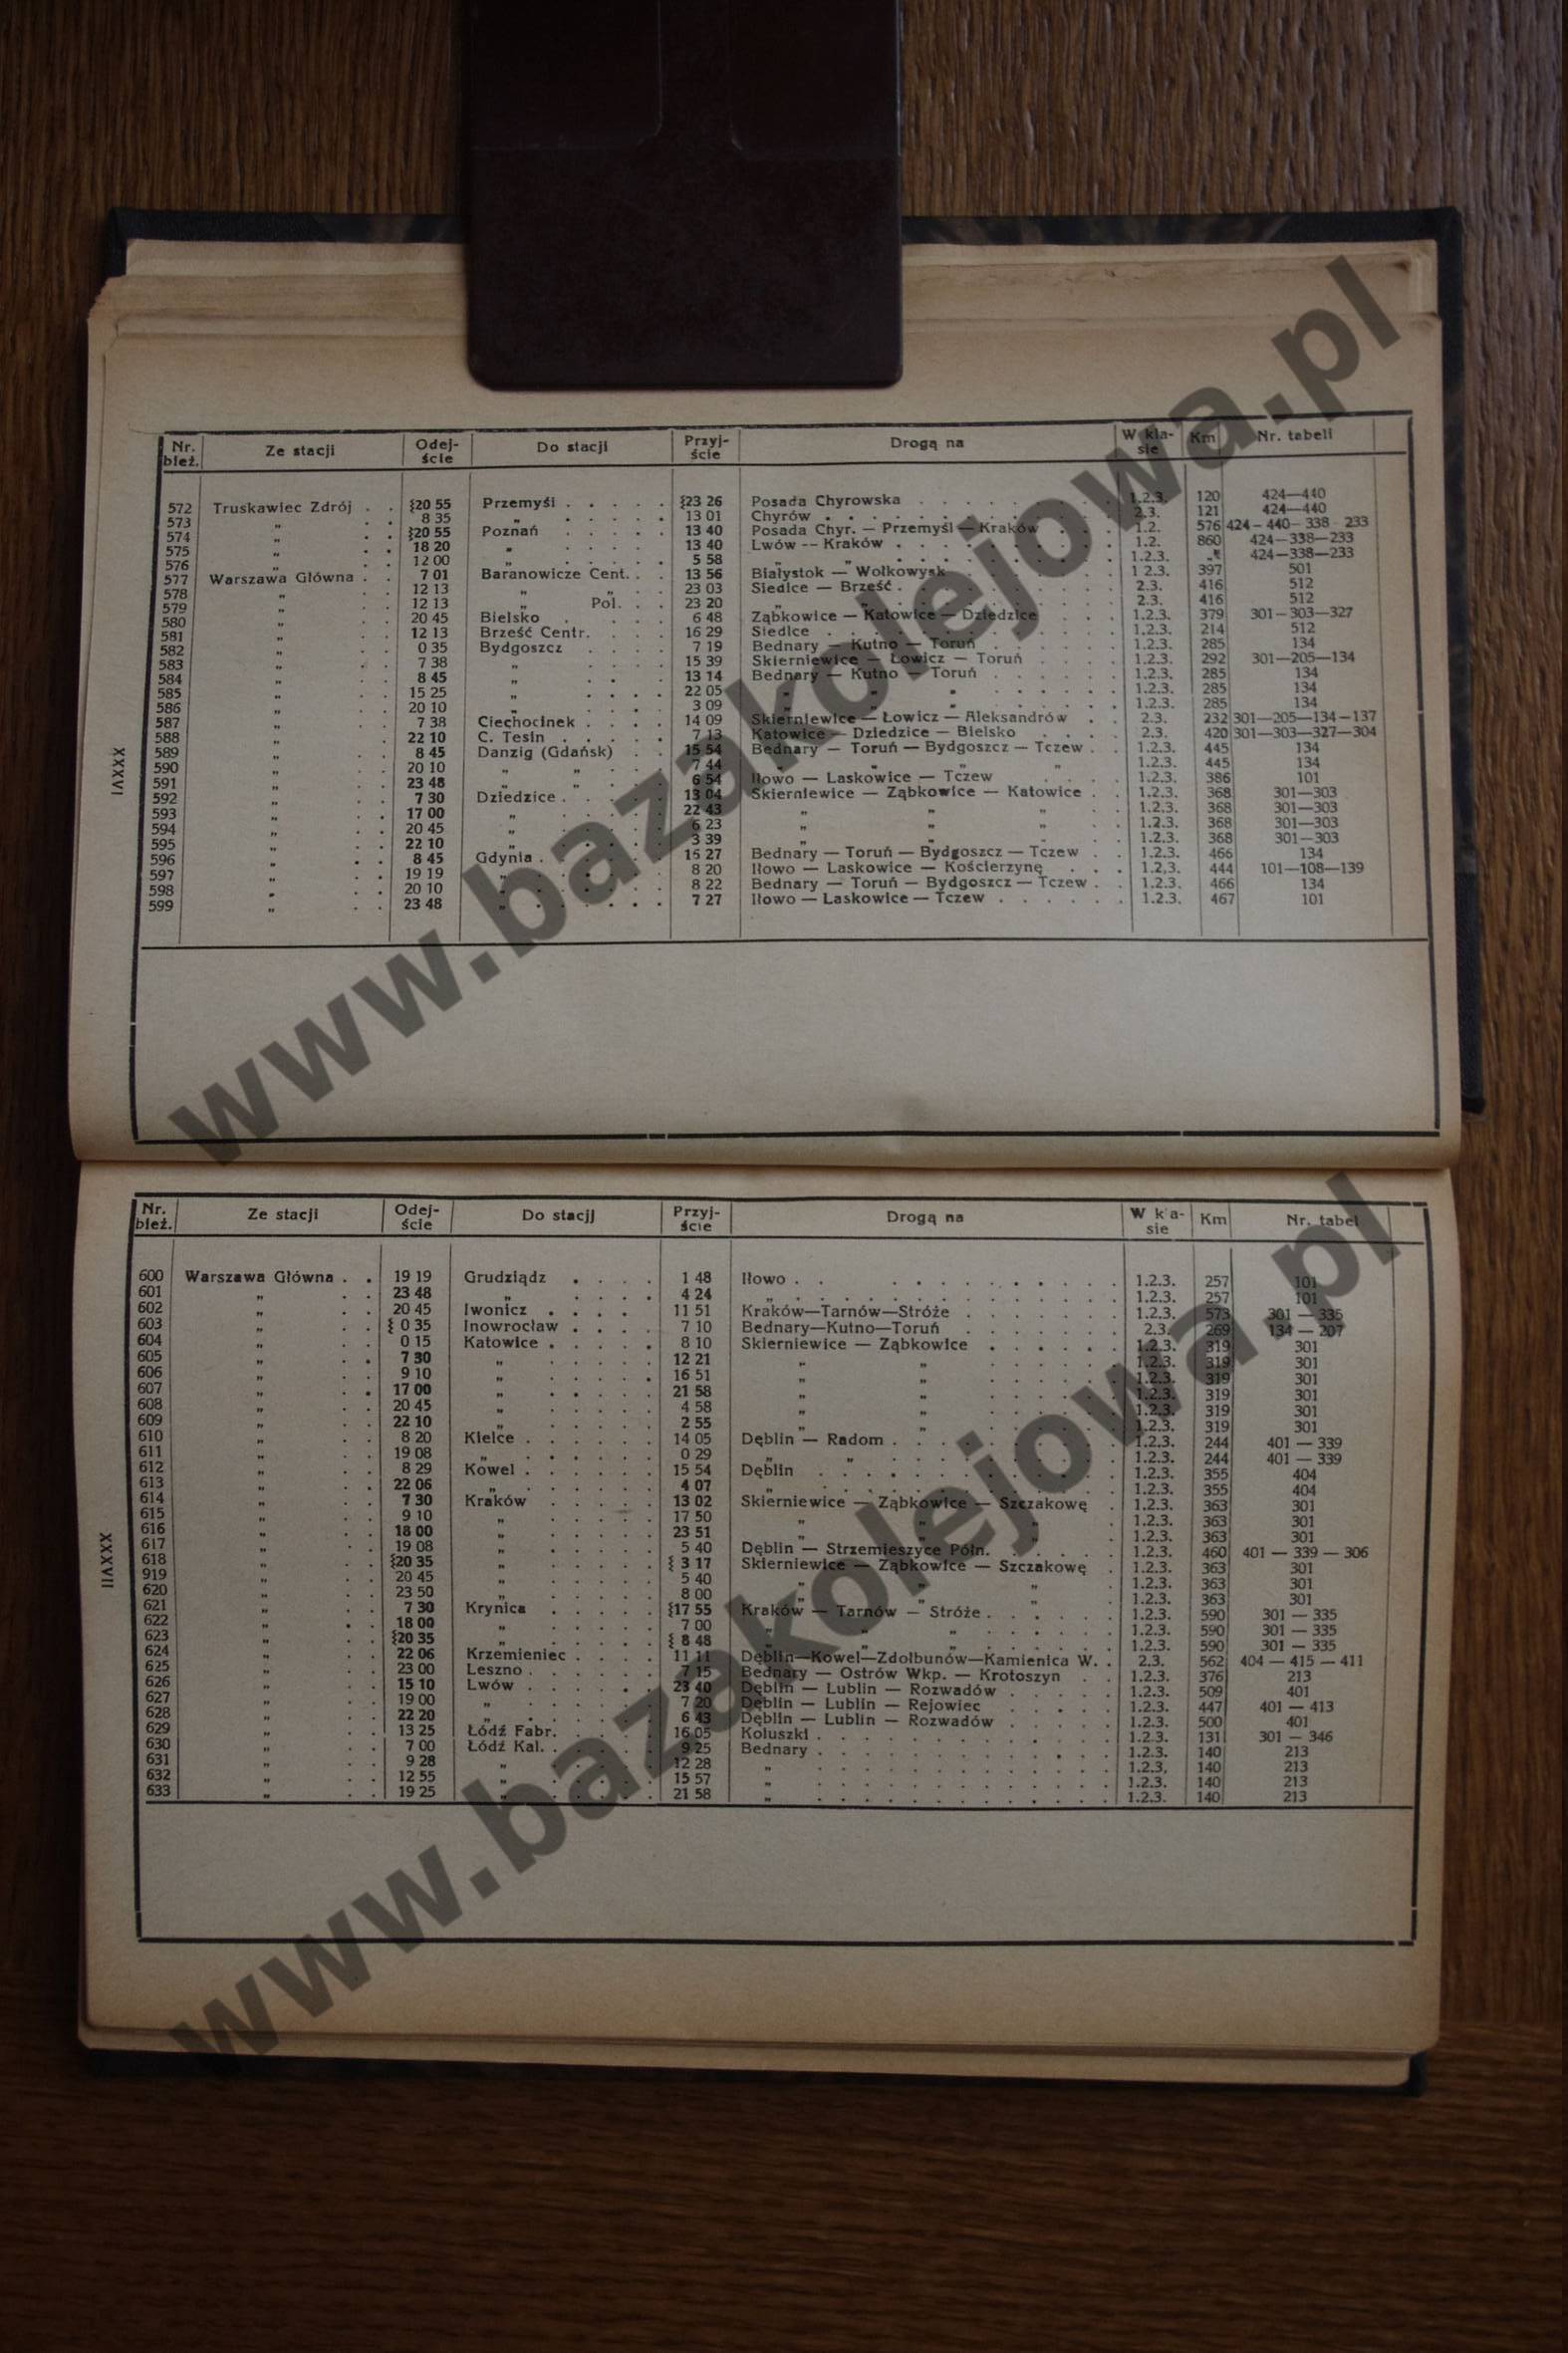 Nr. bież. Ze stacji Odejście Do stacji Przyjście Drogą na W klasie Km Nr. tabeli
572 Truskawiec Zdrój . . §20 55 Przemyśl . . . . . §23 26 Posada Chyrowska . . . . . 1.2.3. 120 424—440
573 „ . . 8 35 „ . . . . . 13 01 Chyrów . . . . . 2.3. 121 424—440
574 „ . . §20 55 Poznań . . . . . 13 40 Posada Chyr. — Przemyśl — Kraków . . . 1.2. 576 424—440—338—233
575 „ . . 18 20 „ . . . . 13 40 Lwów -- Kraków . . . . . 1.2. 860 424—338—233
576 „ . . 12 00 „ . . . . 5 58 „ „ . . . . . 1.2.3. „ 424—338—233
577 Warszawa Główna . . 7 01 Baranowicze Cent. . . 13 56 Białystok — Wołkowysk . . . . 1 2.3. 397 501
578 „ . . 12 13 „ „ . . 23 03 Siedlce — Brześć . . . . . 2.3. 416 512
579 „ . . 12 13 „ Pol. . . 23 20 „ „ . . . . . 2.3. 416 512
580 „ . . 20 45 Bielsko . . . . 6 48 Ząbkowice — Katowice — Dziedzice . . . 1.2.3. 379 301—303—327
581 „ . . 12 13 Brześć Centr. . . . 16 29 Siedlce . . . . . 1.2.3. 214 512
582 „ . . 0 35 Bydgoszcz . . . . 7 19 Bednary — Kutno — Toruń . . . . . 1.2.3. 285 134
583 „ . . 7 38 „ . . . . 15 39 Skierniewice — Łowicz — Toruń . . . . 1.2.3. 292 301—205—134
584 „ . . 8 45 „ . . . 13 14 Bednary — Kutno — Toruń . . . . . 1.2.3. 285 134
585 „ . . 15 25 „ . . . . 22 05 „ „ „ . . . . . 1.2.3. 285 134
586 „ . . 20 10 „ . . . . 3 09 „ „ „ . . . . . 1.2.3. 285 134
587 „ . . 7 38 Ciechocinek . . . . 14 09 Skierniewice — Łowicz — Aleksandrów . . 2.3. 232 301—205—134—137
588 „ . . 22 10 C. Tesin . . . . . 7 13 Katowice — Dziedzice — Bielsko . . . . 2.3. 420 301—303—327—304
589 „ . . 8 45 Danzig (Gdańsk) . . 15 54 Bednary — Toruń — Bydgoszcz — Tczew . . 1.2.3. 445 134
590 „ . . 20 10 „ „ . . 7 44 „ „ „ „ 1.2.3. 445 134
591 „ . . 23 48 „ „ . . 6 54 Iłowo — Laskowice — Tczew . . . . 1.2.3. 386 101
592 „ . . 7 30 Dziedzice . . . . . 13 04 Skierniewice — Ząbkowice — Katowice . . 1.2.3. 368 301—303
593 „ . . 17 00 „ . . . . 22 43 „ „ „ . . 1.2.3. 368 301—303
594 „ . . 20 45 „ . . . . 6 23 „ „ „ . . 1.2.3. 368 301—303
595 „ . . 22 10 „ . . . . 3 39 „ „ „ . . 1.2.3. 368 301—303
596 „ . . 8 45 Gdynia . . . . . 15 27 Bednary — Toruń — Bydgoszcz — Tczew . . 1.2.3. 466 134
597 „ . . 19 19 „ . . . . . 8 20 Iłowo — Laskowice — Kościerzynę . . . 1.2.3. 444 101—108—139
598 „ . . 20 10 „ . . . . . 8 22 Bednary — Toruń — Bydgoszcz — Tczew . . 1.2.3. 466 134
599 „ . . 23 48 „ . . . . . 7 27 Iłowo — Laskowice — Tczew . . . . . . 1.2.3. 467 101
XXXVI
Nr. bież. Ze stacji Odejście Do stacji Przyjście Drogą na W k asie Km Nr. tabel
600 Warszawa Główna . . 19 19 Grudziądz . . . . 1 48 Iłowo . . . . . . . 1.2.3. 257 101
601 „ . . 23 48 „ . . . . 4 24 „ . . . . . 1.2.3. 257 101
602 „ . . 20 45 Iwonicz . . . . 11 51 Kraków—Tarnów—Stróże . . . . . 1.2.3. 573 301 — 335
603 „ . . § 0 35 Inowrocław . . . . 7 10 Bednary—Kutno—Toruń . . . . . 2.3. 269 134 — 207
604 „ . . 0 15 Katowice . . . . . 8 10 Skierniewice — Ząbkowice . . . . . 1.2.3. 319 301
605 „ . . 7 30 „ . . . . . 12 21 „ „ . . . . . 1.2.3. 319 301
606 „ . . 9 10 „ . . . . . 16 51 „ „ . . . . . 1.2.3. 319 301
607 „ . . 17 00 „ . . . . . 21 58 „ „ . . . . . 1.2.3. 319 301
608 „ . . 20 45 „ . . . . . 4 58 „ „ . . . . . 1.2.3. 319 301
609 „ . . 22 10 „ . . . . . 2 55 „ „ . . . . . 1.2.3. 319 301
610 „ . . 8 20 Kielce . . . . . . 14 05 Dęblin — Radom . . . . . 1.2.3. 244 401 — 339
611 „ . . 19 08 „ . . . . . 0 29 „ „ . . . . . 1.2.3. 244 401 — 339
612 „ . . 8 29 Kowel . . . . . . 15 54 Dęblin . . . . . 1.2.3. 355 404
613 „ . . 22 06 „ . . . . . 4 07 „ . . . . . 1.2.3. 355 404
614 „ . . 7 30 Kraków . . . . . 13 02 Skierniewice — Ząbkowice — Szczakowę . 1.2.3. 363 301
615 „ . . 9 10 „ . . . . . 17 50 „ „ „ . 1.2.3. 363 301
616 „ . . 18 00 „ . . . . . 23 51 „ „ „ . 1.2.3. 363 301
617 „ . . 19 08 „ . . . . . 5 40 Dęblin — Strzemieszyce Półn. . . . . . 1.2.3. 460 401 — 339 — 306
618 „ . . §20 35 „ . . . . . § 3 17 Skierniewice — Ząbkowice — Szczakowę . 1.2.3. 363 301
919 „ . . 20 45 „ . . . . . 5 40 „ „ „ . 1.2.3. 363 301
620 „ . . 23 50 „ . . . . . 8 00 „ „ „ . 1.2.3. 363 301
621 „ . . 7 30 Krynica . . . . . §17 55 Kraków — Tarnów — Stróże . . . . . 1.2.3. 590 301 — 335
622 „ . . 18 00 „ . . . . . 7 00 „ „ „ . . . . . 1.2.3. 590 301 — 335
623 „ . . §20 35 „ . . . . . § 8 48 „ „ „ . . . . . 1.2.3. 590 301 — 335
624 „ . . 22 06 Krzemieniec . . . . 11 11 Dęblin—Kowel—Zdołbunów—Kamienica W. . 2.3. 562 404 — 415 — 411
625 „ . . 23 00 Leszno . . . . . . 7 15 Bednary — Ostrów Wkp. — Krotoszyn . . 1.2.3. 376 213
626 „ . . 15 10 Lwów . . . . . . 23 40 Dęblin — Lublin — Rozwadów . . . . . 1.2.3. 509 401
627 „ . . 19 00 „ . . . . . 7 20 Dęblin — Lublin — Rejowiec . . . . . 1.2.3. 447 401 — 413
628 „ . . 22 20 „ . . . . . 6 43 Dęblin — Lublin — Rozwadów . . . . . 1.2.3. 500 401
629 „ . . 13 25 Łódź Fabr. . . . . 16 05 Koluszki . . . . . 1.2.3. 131 301 — 346
630 „ . . 7 00 Łódź Kal. . . . . . 9 25 Bednary . . . . . 1.2.3. 140 213
631 „ . . 9 28 „ . . . . . 12 28 „ . . . . . 1.2.3. 140 213
632 „ . . 12 55 „ . . . . . 15 57 „ . . . . . 1.2.3. 140 213
633 „ . . 19 25 „ . . . . . 21 58 „ . . . . . 1.2.3. 140 213
XXXVII
www.bazakolejowa.pl
www.bazakolejowa.pl